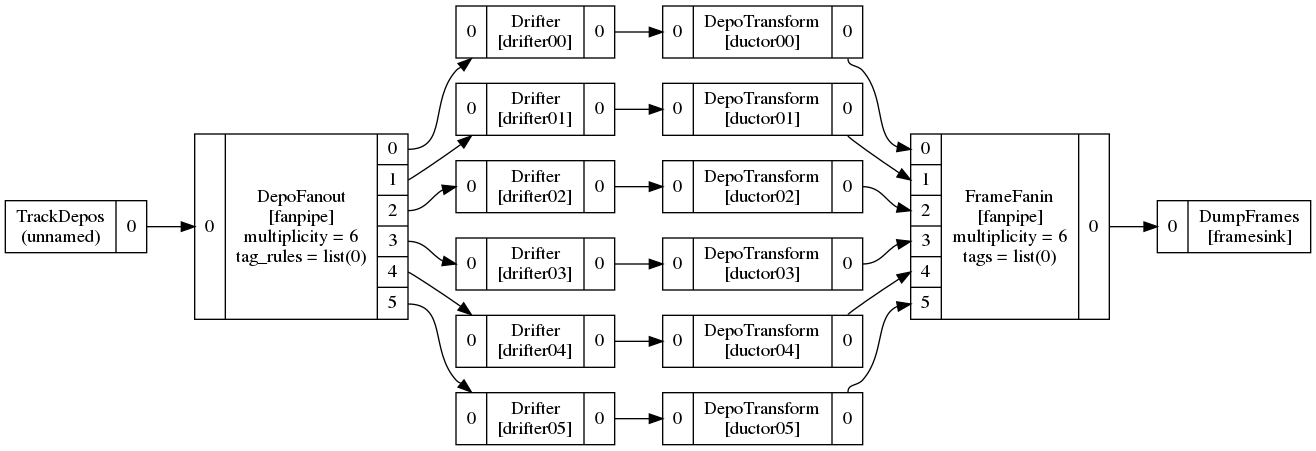 TrackDepos
(unnamed)
0
0
DepoFanout
[fanpipe]
multiplicity = 6
tag_rules = list(0)
0
1
2
3
4
5
0
Drifter
[drifter00]
0
0
DepoTransform
[ductor00]
0
0
Drifter
[drifter01]
0
0
DepoTransform
[ductor01]
0
0
Drifter
[drifter02]
0
0
DepoTransform
[ductor02]
0
0
Drifter
[drifter03]
0
0
DepoTransform
[ductor03]
0
0
Drifter
[drifter04]
0
0
DepoTransform
[ductor04]
0
0
Drifter
[drifter05]
0
0
DepoTransform
[ductor05]
0
0
1
2
3
4
5
FrameFanin
[fanpipe]
multiplicity = 6
tags = list(0)
0
0
DumpFrames
[framesink]